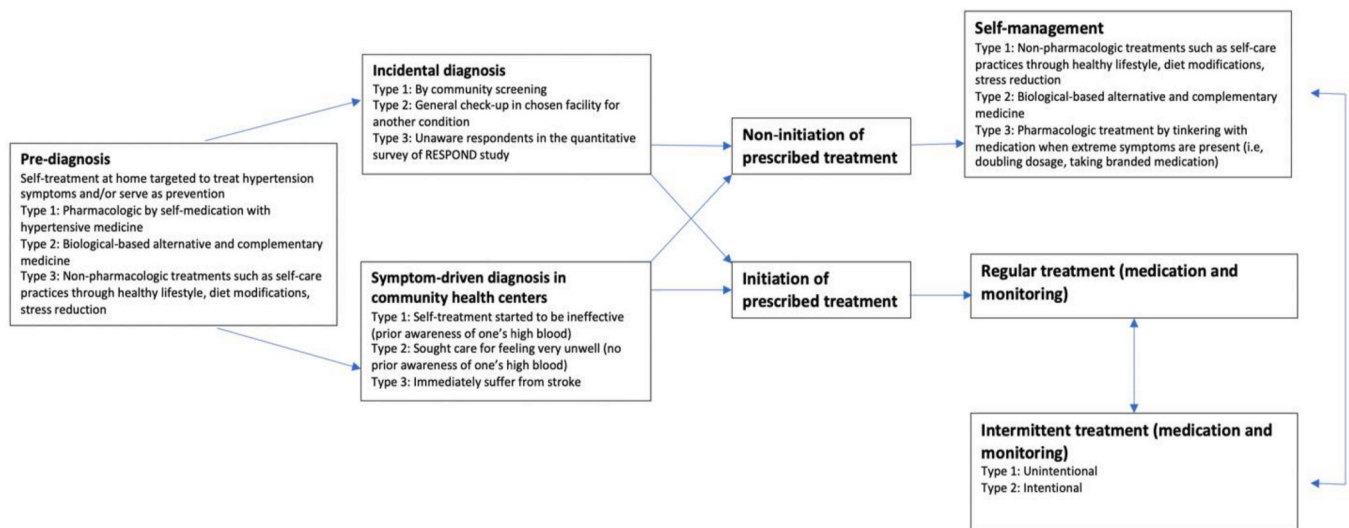 Pre-diagnosis
Self-treatment at home targeted to treat hypertension
symptoms and/or serve as prevention
Type 1: Pharmacologic by self-medication with
hypertensive medicine
Type 2: Biological-based alternative and complementary
medicine
Type 3: Non-pharmacologic treatments such as self-care
practices through healthy lifestyle, diet modifications,
stress reduction
Incidental diagnosis
Type 1: By community screening
Type 2: General check-up in chosen facility for
another condition
Type 3: Unaware respondents in the quantitative
survey of RESPOND study
Symptom-driven diagnosis in
community health centers
Type 1: Self-treatment started to be ineffective
(prior awareness of one's high blood)
Type 2: Sought care for feeling very unwell (no
prior awareness of one's high blood)
Type 3: Immediately suffer from stroke
Non-initiation of
prescribed treatment
Initiation of
prescribed treatment
Self-management
Type 1: Non-pharmacologic treatments such as self-care
practices through healthy lifestyle, diet modifications,
stress reduction
Type 2: Biological-based alternative and complementary
medicine
Type 3: Pharmacologic treatment by tinkering with
medication when extreme symptoms are present (i.e,
doubling dosage, taking branded medication)
Regular treatment (medication and
monitoring)
Intermittent treatment (medication and
monitoring)
Type 1: Unintentional
Type 2: Intentional